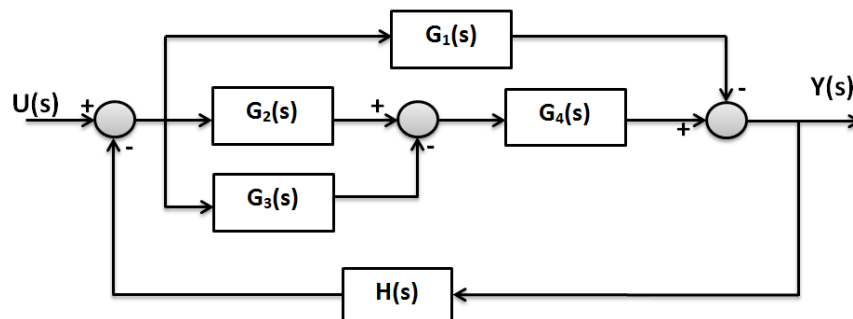 G₁(s)
-
U(s) + G₂(s) + G₄(s) + Y(s)
- -
G₃(s)
H(s)